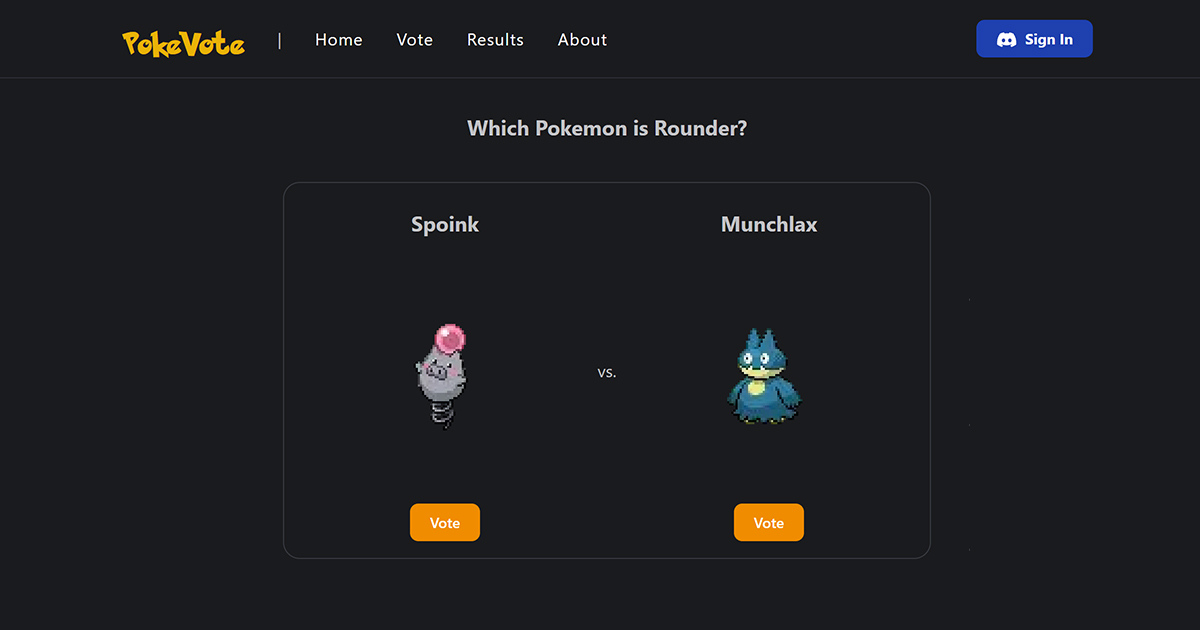 PokeVote | Home Vote Results About Sign In
Which Pokemon is Rounder?
Spoink Munchlax
vs.
Vote Vote